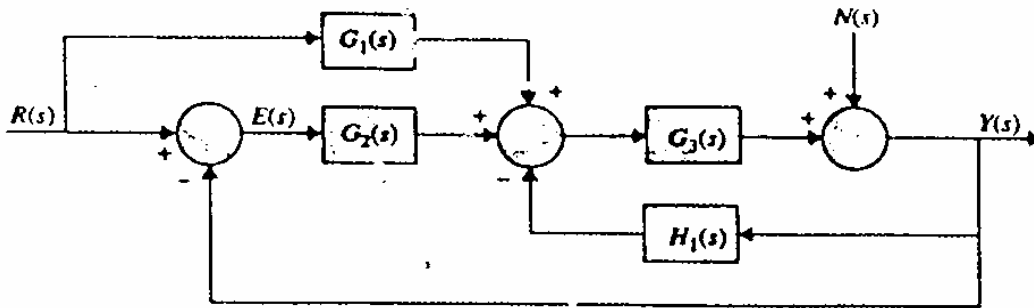 G₁(s)
N(s)
R(s)
E(s)
G₂(s)
G₃(s)
Y(s)
H₁(s)
+
+
+
+
+
+
−
−